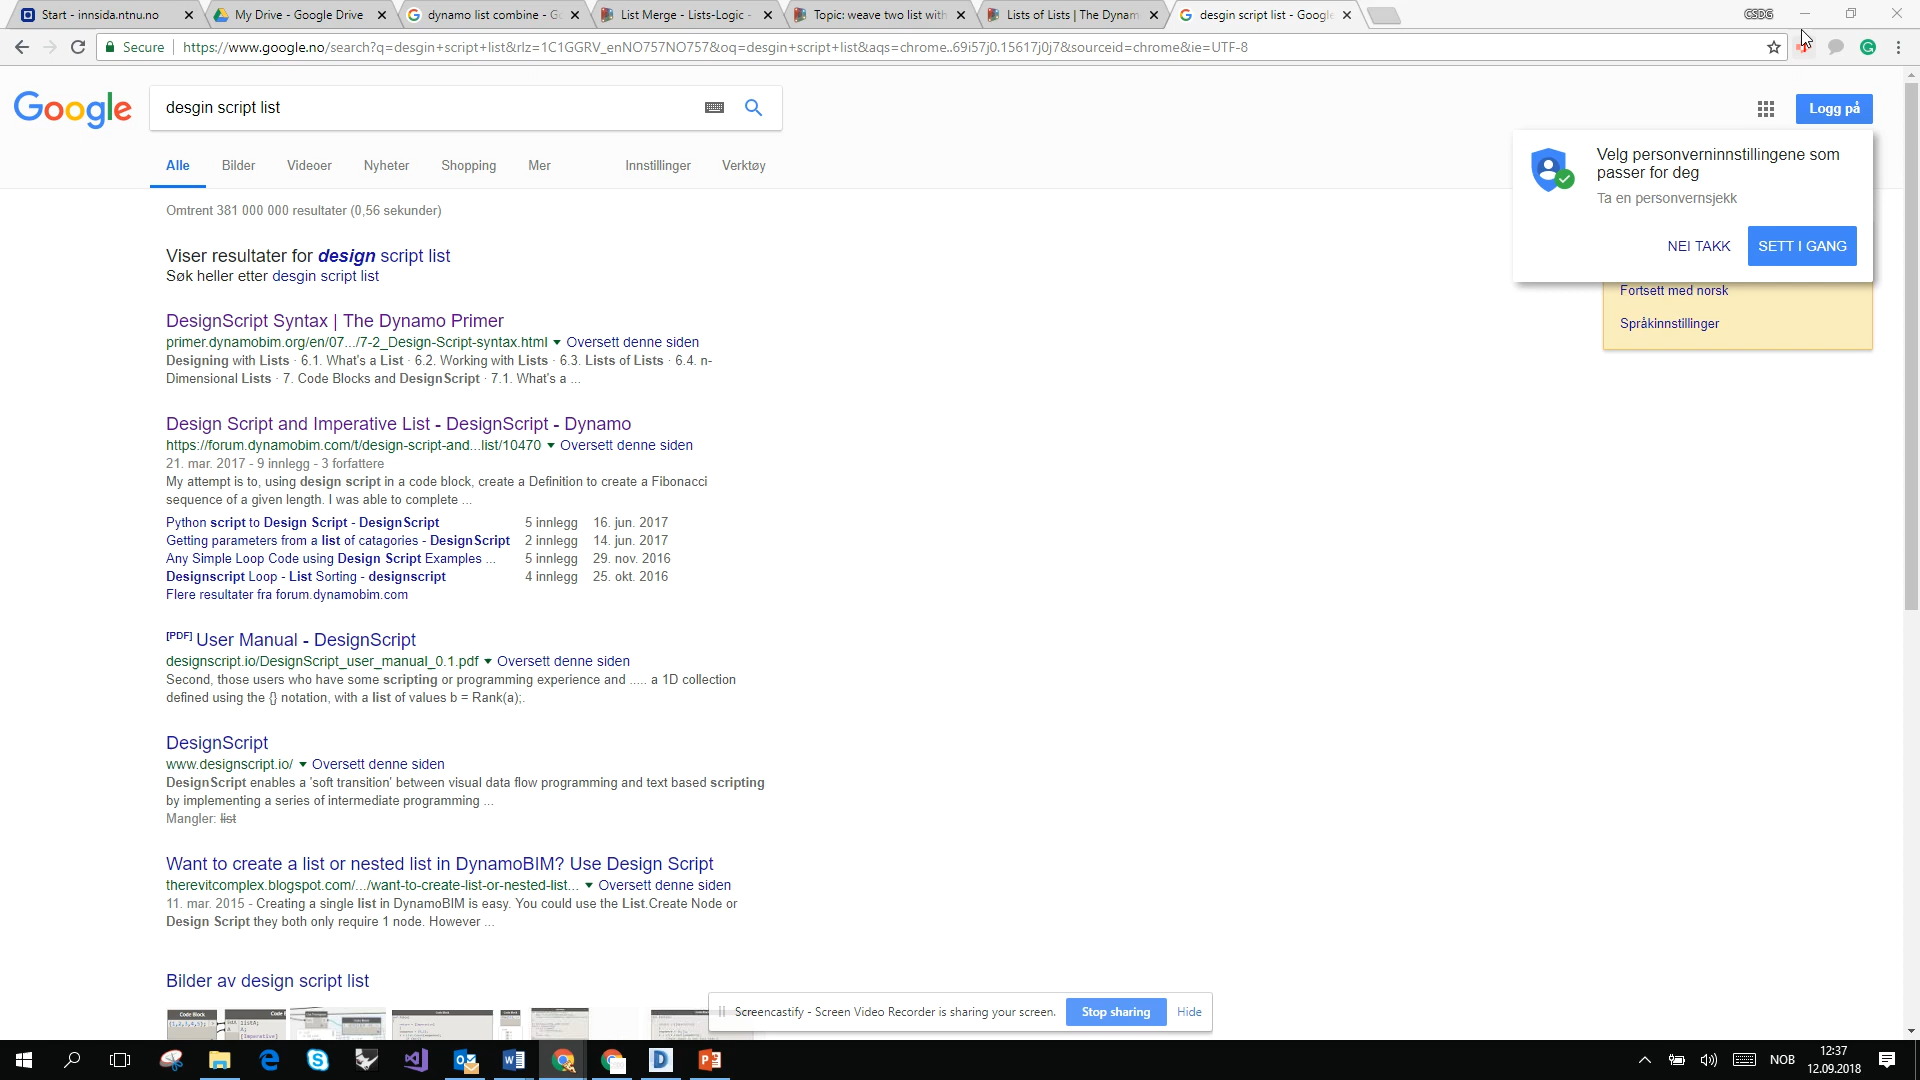 Start - innsida.ntnu.no
My Drive - Google Drive
dynamo list combine - G
List Merge - Lists-Logic -
Topic: weave two list with
Lists of Lists | The Dynam
desgin script list - Google
CSDG
Secure
https://www.google.no/search?q=desgin+script+list&rlz=1C1GGRV_enNO757NO757&oq=desgin+script+list&aqs=chrome..69i57j0.15617j0j7&sourceid=chrome&ie=UTF-8
Google
desgin script list
Logg på
Alle
Bilder
Videoer
Nyheter
Shopping
Mer
Innstillinger
Verktøy
Velg personverninnstillingene som
passer for deg
Ta en personvernsjekk
NEI TAKK
SETT I GANG
Fortsett med norsk
Språkinnstillinger
Omtrent 381 000 000 resultater (0,56 sekunder)
Viser resultater for design script list
Søk heller etter desgin script list
DesignScript Syntax | The Dynamo Primer
primer.dynamobim.org/en/07.../7-2_Design-Script-syntax.html ▼ Oversett denne siden
Designing with Lists · 6.1. What's a List · 6.2. Working with Lists · 6.3. Lists of Lists · 6.4. n-
Dimensional Lists · 7. Code Blocks and DesignScript · 7.1. What's a ...
Design Script and Imperative List - DesignScript - Dynamo
https://forum.dynamobim.com/t/design-script-and...list/10470 ▼ Oversett denne siden
21. mar. 2017 - 9 innlegg - 3 forfattere
My attempt is to, using design script in a code block, create a Definition to create a Fibonacci
sequence of a given length. I was able to complete ...
Python script to Design Script - DesignScript 5 innlegg 16. jun. 2017
Getting parameters from a list of catagories - DesignScript 2 innlegg 14. jun. 2017
Any Simple Loop Code using Design Script Examples ... 5 innlegg 29. nov. 2016
Designscript Loop - List Sorting - designscript 4 innlegg 25. okt. 2016
Flere resultater fra forum.dynamobim.com
[PDF] User Manual - DesignScript
designscript.io/DesignScript_user_manual_0.1.pdf ▼ Oversett denne siden
Second, those users who have some scripting or programming experience and ..... a 1D collection
defined using the {} notation, with a list of values b = Rank(a);.
DesignScript
www.designscript.io/ ▼ Oversett denne siden
DesignScript enables a 'soft transition' between visual data flow programming and text based scripting
by implementing a series of intermediate programming ...
Mangler: list
Want to create a list or nested list in DynamoBIM? Use Design Script
therevitcomplex.blogspot.com/.../want-to-create-list-or-nested-list... ▼ Oversett denne siden
11. mar. 2015 - Creating a single list in DynamoBIM is easy. You could use the List.Create Node or
Design Script they both only require 1 node. However ...
Bilder av design script list
Code Block
Screencastify - Screen Video Recorder is sharing your screen.
Stop sharing
Hide
NOB
12:37
12.09.2018